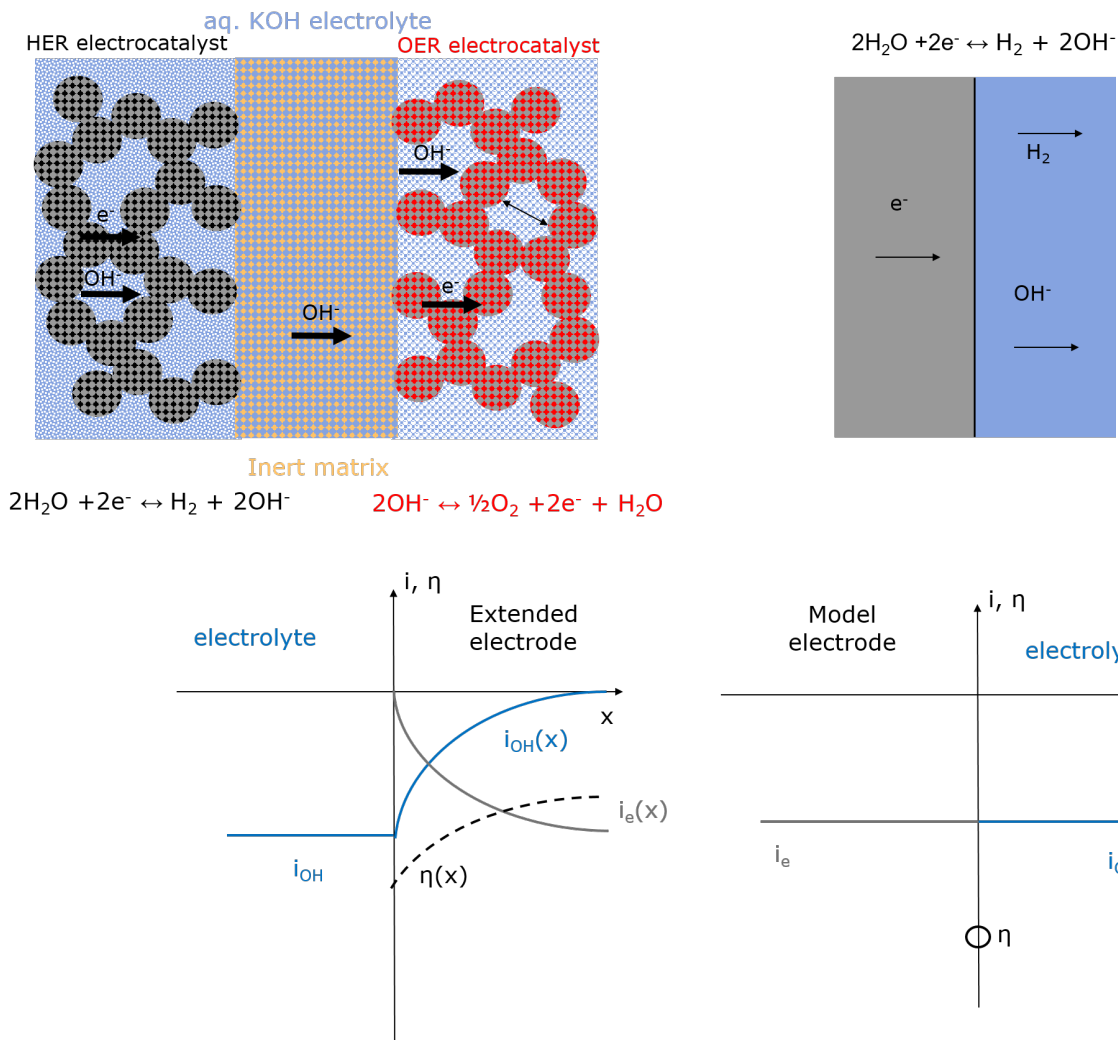 aq. KOH electrolyte
HER electrocatalyst
OER electrocatalyst
OH⁻
e⁻
OH⁻
OH⁻
e⁻
Inert matrix
2H₂O +2e⁻ ↔ H₂ + 2OH⁻
2OH⁻ ↔ ½O₂ +2e⁻ + H₂O
2H₂O +2e⁻ ↔ H₂ + 2OH⁻
H₂
e⁻
OH⁻
i, η
electrolyte
Extended
electrode
x
i_OH(x)
i_e(x)
i_OH
η(x)
i, η
Model
electrode
electroly
i_e
η